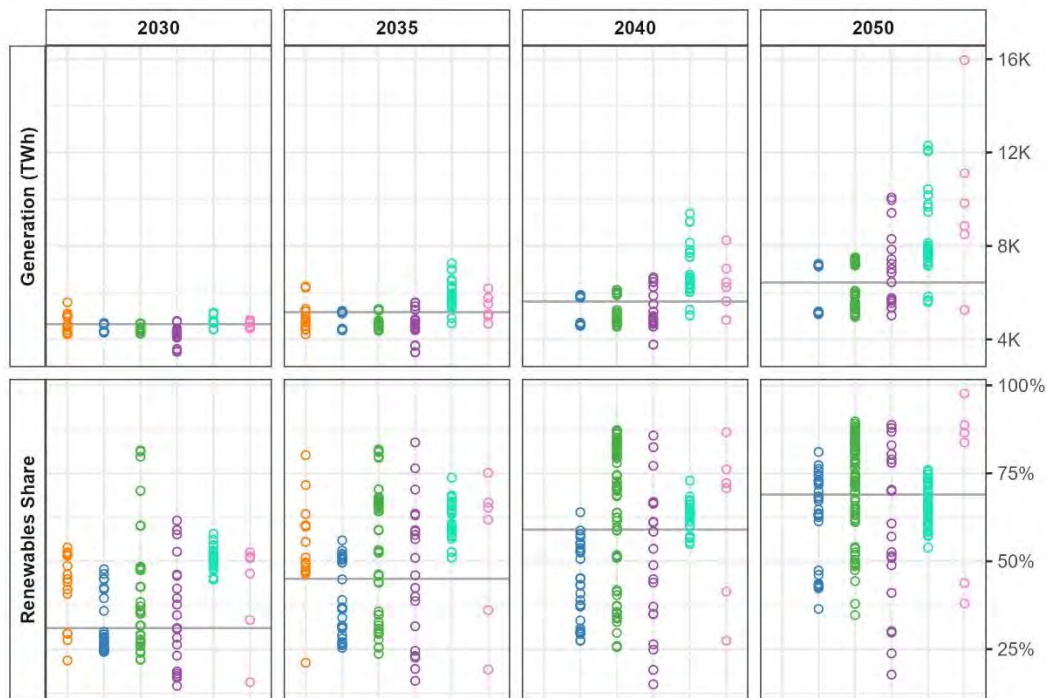 2030 2035 2040 2050
Generation (TWh)
16K
12K
8K
4K
Renewables Share
100%
75%
50%
25%